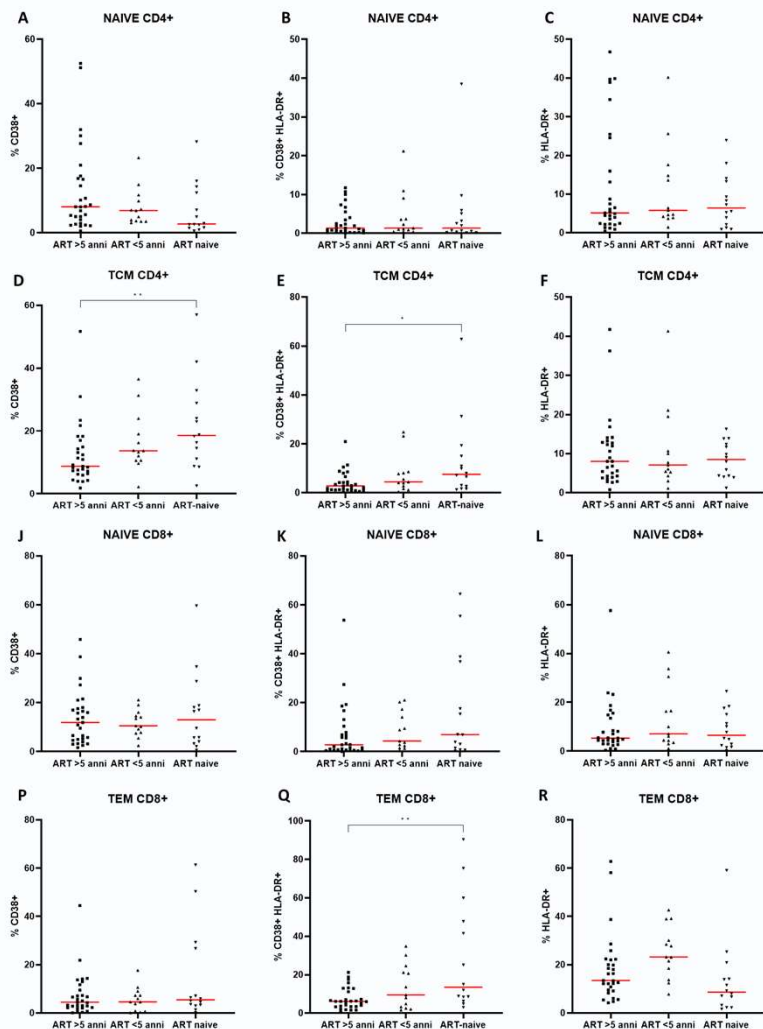 A NAIVE CD4+ B NAIVE CD4+ C NAIVE CD4+
60 50 50
40 40 40
30 30
20 20 20
10 10
0 0 0
% CD38+ % CD38+ HLA-DR+ % HLA-DR+
ART >5 anni ART <5 anni ART naive ART >5 anni ART <5 anni ART naive ART >5 anni ART <5 anni ART naive
D TCM CD4+ E TCM CD4+ F TCM CD4+
60 80 50
40 60 40
40 30
20 20 20
10
0 0 0
** *
% CD38+ % CD38+ HLA-DR+ % HLA-DR+
ART >5 anni ART <5 anni ART-naive ART >5 anni ART <5 anni ART-naive ART >5 anni ART <5 anni ART naive
J NAIVE CD8+ K NAIVE CD8+ L NAIVE CD8+
80 80 80
60 60 60
40 40 40
20 20 20
0 0 0
% CD38+ % CD38+ HLA-DR+ % HLA-DR+
ART >5 anni ART <5 anni ART naive ART >5 anni ART <5 anni ART naive ART >5 anni ART <5 anni ART naive
P TEM CD8+ Q TEM CD8+ R TEM CD8+
80 100 80
80
60 60 60
40 40 40
20 20 20
0 0 0
**
% CD38+ % CD38+ HLA-DR+ % HLA-DR+
ART >5 anni ART <5 anni ART naive ART >5 anni ART <5 anni ART-naive ART >5 anni ART <5 anni ART naive